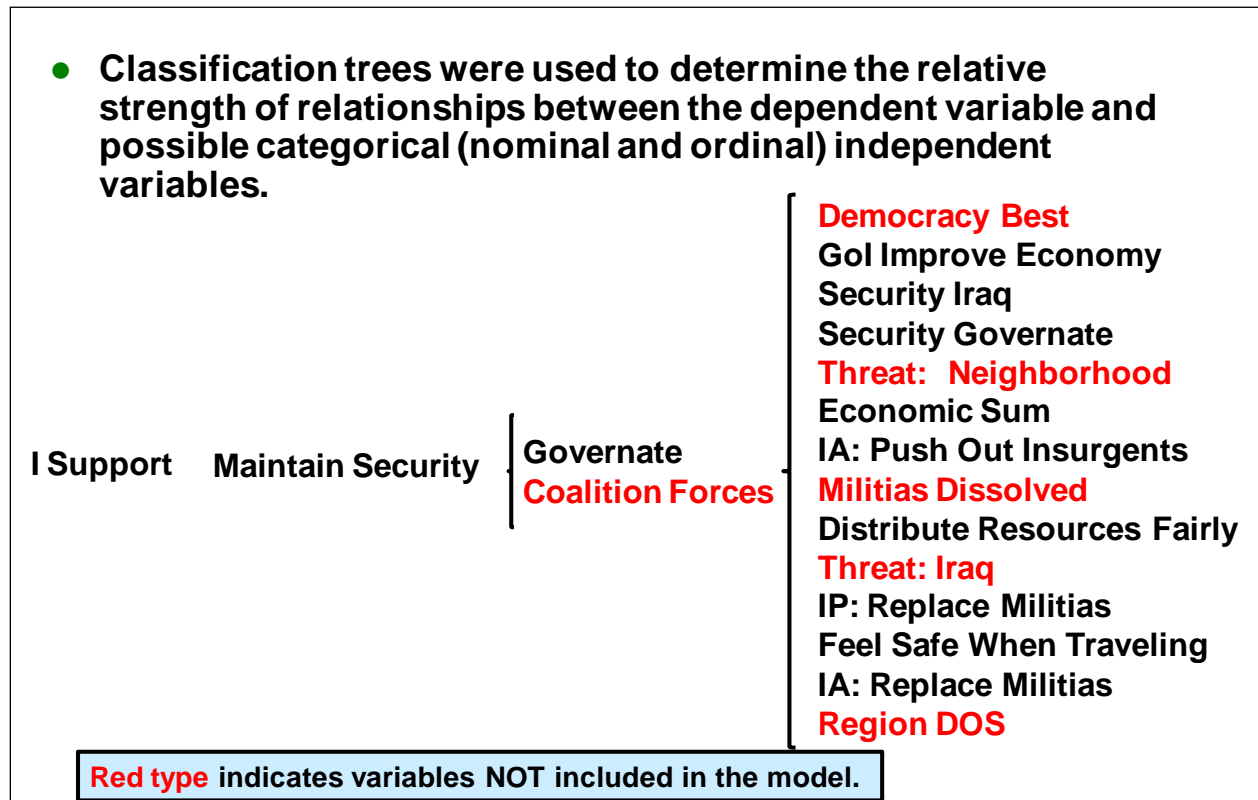 ● Classification trees were used to determine the relative
strength of relationships between the dependent variable and
possible categorical (nominal and ordinal) independent
variables.
I Support
Maintain Security
Governate
Coalition Forces
Democracy Best
GoI Improve Economy
Security Iraq
Security Governate
Threat: Neighborhood
Economic Sum
IA: Push Out Insurgents
Militias Dissolved
Distribute Resources Fairly
Threat: Iraq
IP: Replace Militias
Feel Safe When Traveling
IA: Replace Militias
Region DOS
Red type indicates variables NOT included in the model.